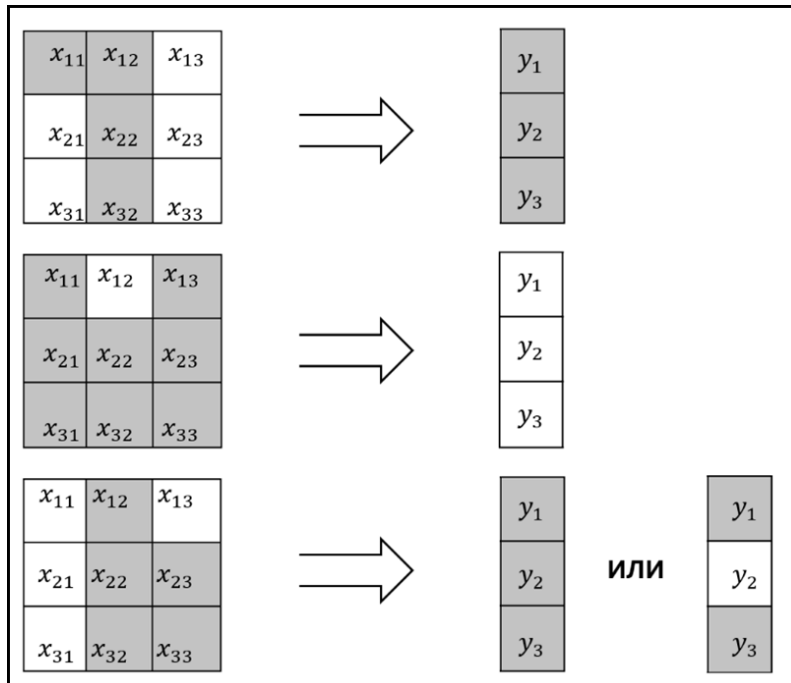 x₁₁ x₁₂ x₁₃ y₁
x₂₁ x₂₂ x₂₃ y₂
x₃₁ x₃₂ x₃₃ y₃
x₁₁ x₁₂ x₁₃ y₁
x₂₁ x₂₂ x₂₃ y₂
x₃₁ x₃₂ x₃₃ y₃
x₁₁ x₁₂ x₁₃ y₁ y₁
x₂₁ x₂₂ x₂₃ y₂ ИЛИ y₂
x₃₁ x₃₂ x₃₃ y₃ y₃